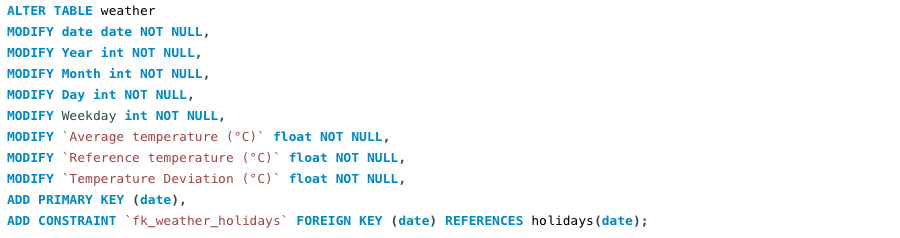 ALTER TABLE weather
MODIFY date date NOT NULL,
MODIFY Year int NOT NULL,
MODIFY Month int NOT NULL,
MODIFY Day int NOT NULL,
MODIFY Weekday int NOT NULL,
MODIFY `Average temperature (°C)` float NOT NULL,
MODIFY `Reference temperature (°C)` float NOT NULL,
MODIFY `Temperature Deviation (°C)` float NOT NULL,
ADD PRIMARY KEY (date),
ADD CONSTRAINT `fk_weather_holidays` FOREIGN KEY (date) REFERENCES holidays(date);